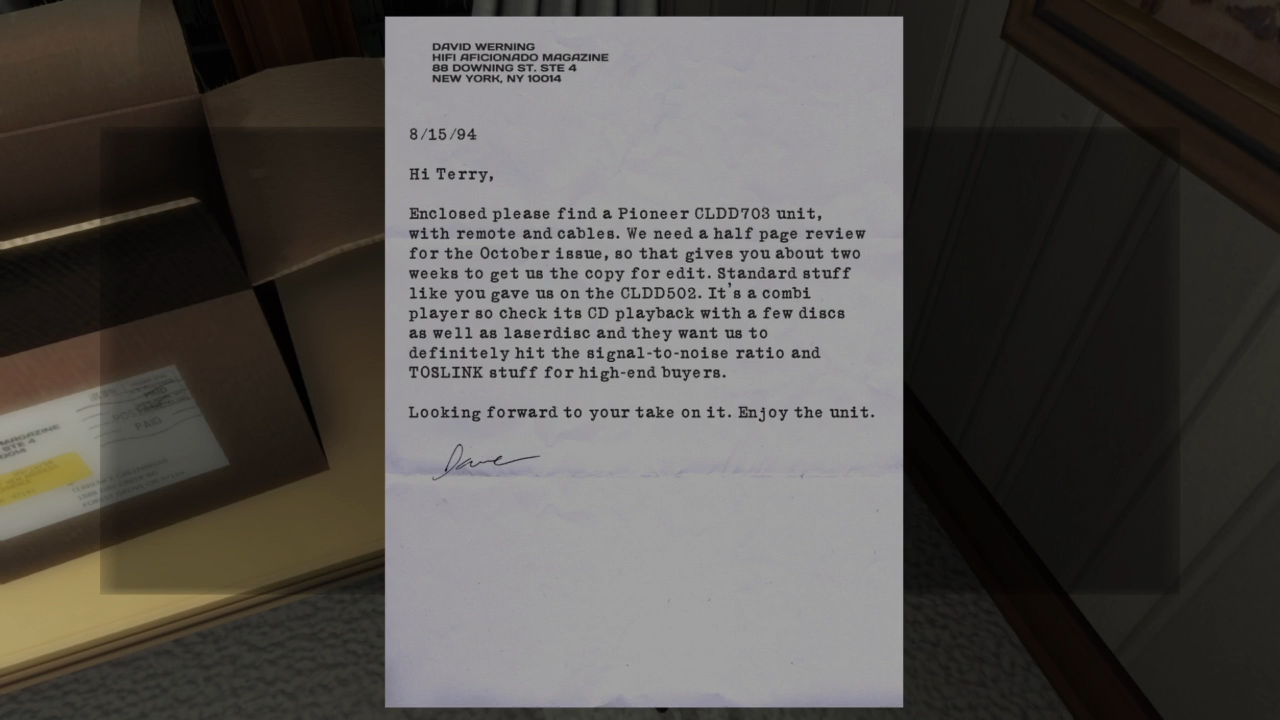 DAVID WERNING
HIFI AFICIONADO MAGAZINE
88 DOWNING ST. STE 4
NEW YORK, NY 10014
8/15/94
Hi Terry,
Enclosed please find a Pioneer CLDD703 unit,
with remote and cables. We need a half page review
for the October issue, so that gives you about two
weeks to get us the copy for edit. Standard stuff
like you gave us on the CLDD502. It's a combi
player so check its CD playback with a few discs
as well as laserdisc and they want us to
definitely hit the signal-to-noise ratio and
TOSLINK stuff for high-end buyers.
Looking forward to your take on it. Enjoy the unit.
Dave
MAGAZINE
STE 4
PAID